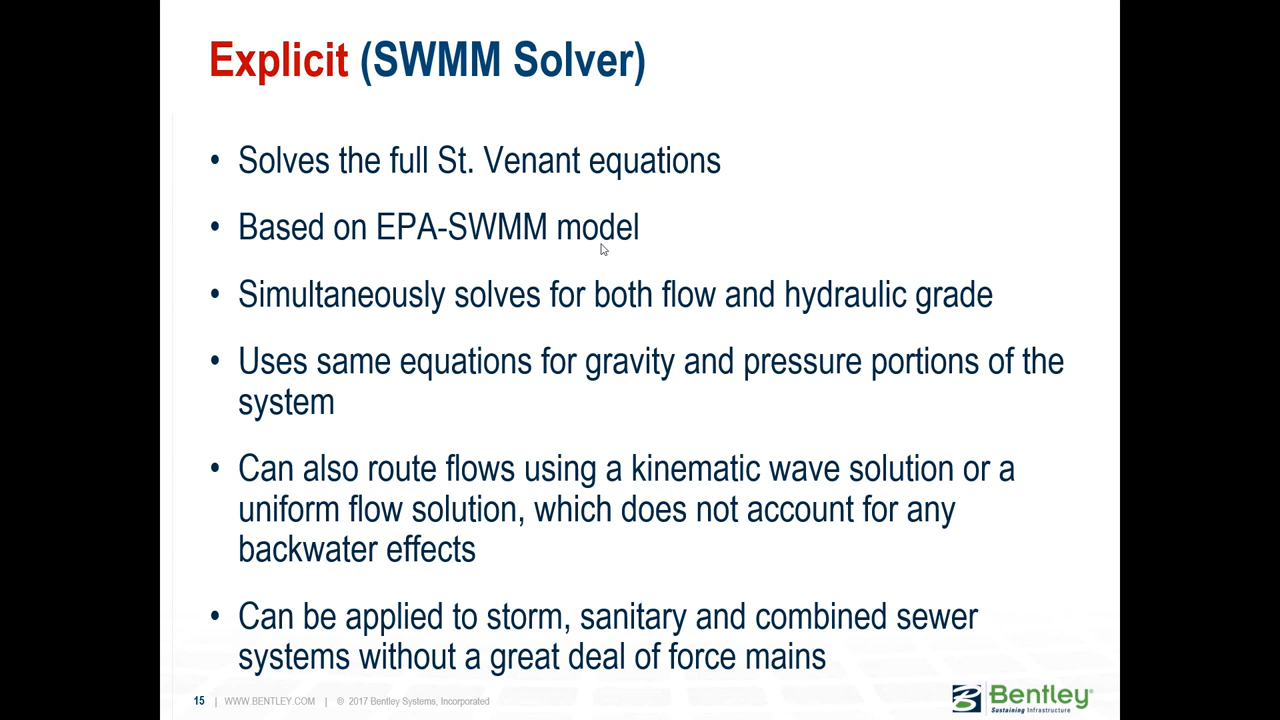 Explicit (SWMM Solver)
• Solves the full St. Venant equations
• Based on EPA-SWMM model
• Simultaneously solves for both flow and hydraulic grade
• Uses same equations for gravity and pressure portions of the
system
• Can also route flows using a kinematic wave solution or a
uniform flow solution, which does not account for any
backwater effects
• Can be applied to storm, sanitary and combined sewer
systems without a great deal of force mains
15 | WWW.BENTLEY.COM | © 2017 Bentley Systems, Incorporated
Bentley®
Sustaining Infrastructure